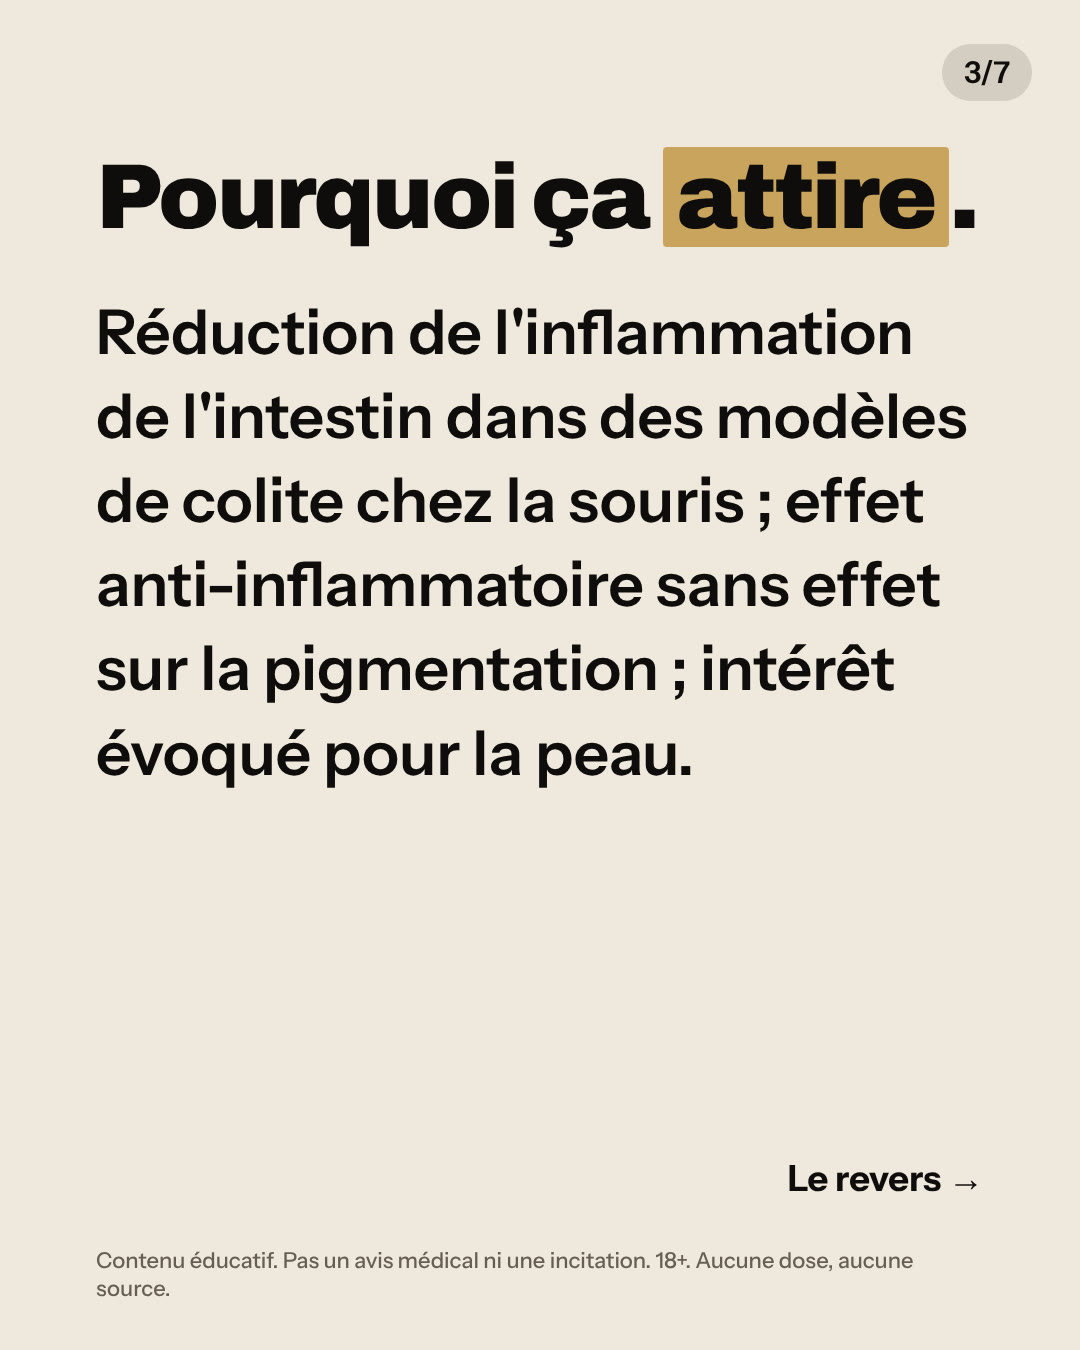 3/7
Pourquoi ça attire.
Réduction de l'inflammation
de l'intestin dans des modèles
de colite chez la souris ; effet
anti-inflammatoire sans effet
sur la pigmentation ; intérêt
évoqué pour la peau.
Le revers →
Contenu éducatif. Pas un avis médical ni une incitation. 18+. Aucune dose, aucune
source.